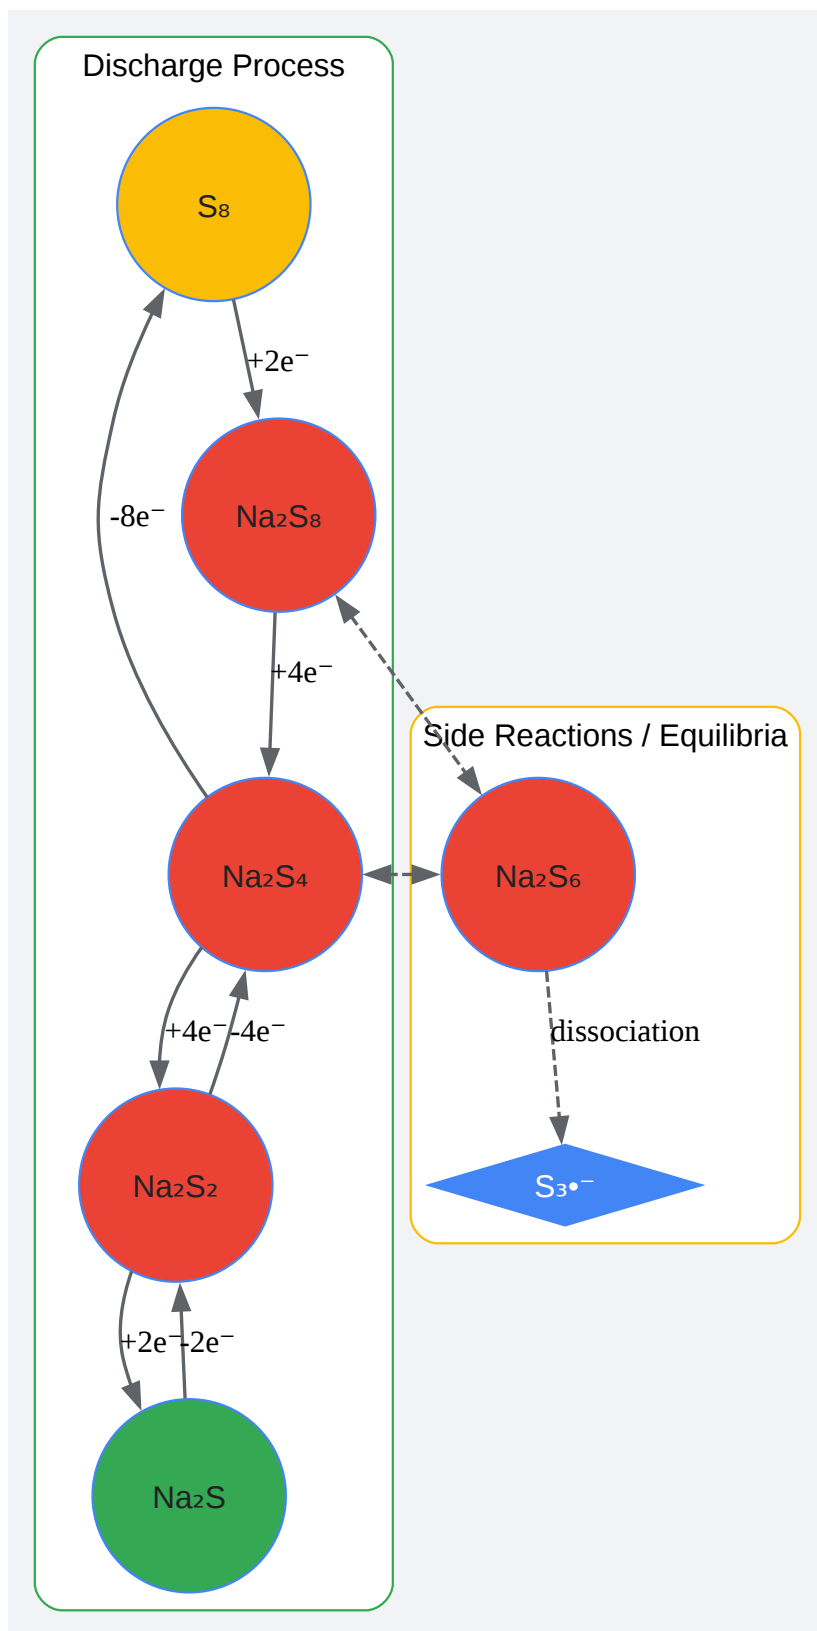 Discharge Process
S₈
+2e⁻
Na₂S₈
-8e⁻
+4e⁻
Side Reactions / Equilibria
Na₂S₄
Na₂S₆
+4e⁻
-4e⁻
dissociation
Na₂S₂
S₃•⁻
+2e⁻
-2e⁻
Na₂S